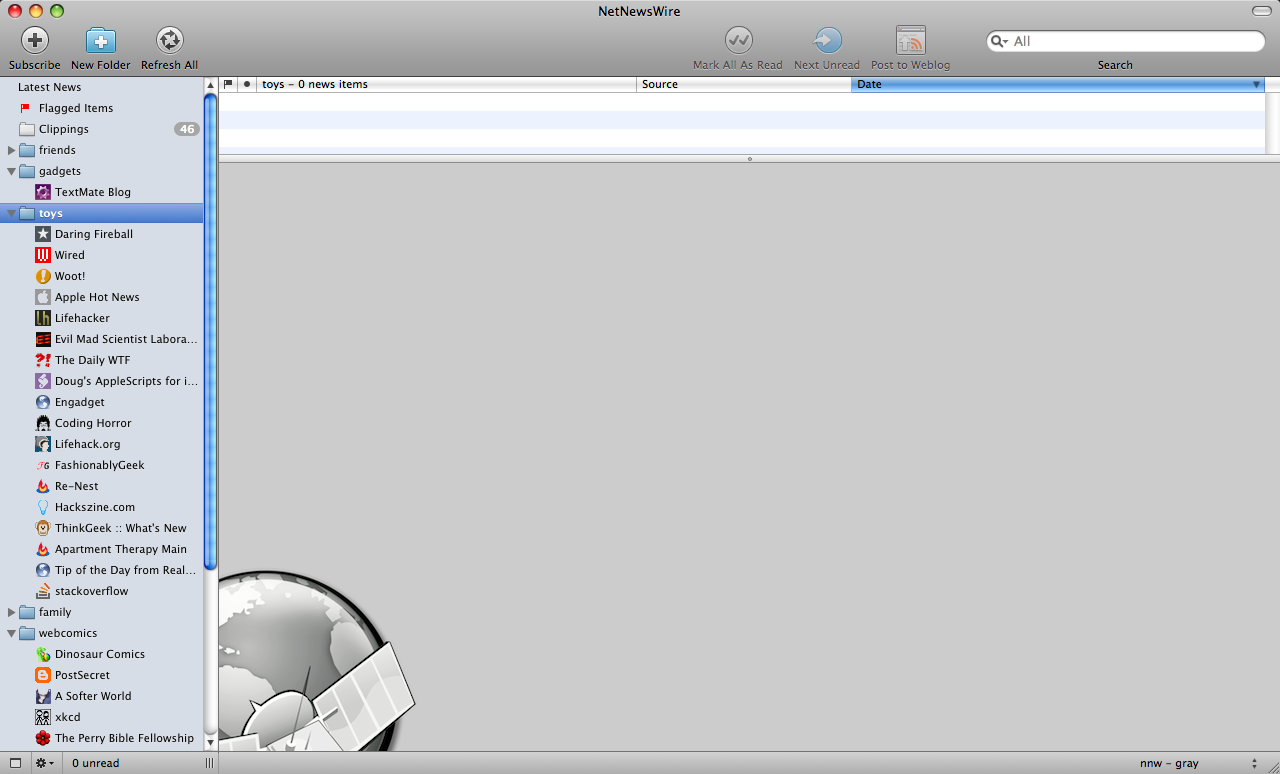 NetNewsWire
Subscribe New Folder Refresh All Mark All As Read Next Unread Post to Weblog All Search
toys – 0 news items Source Date
Latest News
Flagged Items
Clippings 46
friends
gadgets
TextMate Blog
toys
Daring Fireball
Wired
Woot!
Apple Hot News
Lifehacker
Evil Mad Scientist Labora...
The Daily WTF
Doug's AppleScripts for i...
Engadget
Coding Horror
Lifehack.org
FashionablyGeek
Re-Nest
Hackszine.com
ThinkGeek :: What's New
Apartment Therapy Main
Tip of the Day from Real...
stackoverflow
family
webcomics
Dinosaur Comics
PostSecret
A Softer World
xkcd
The Perry Bible Fellowship
0 unread nnw – gray